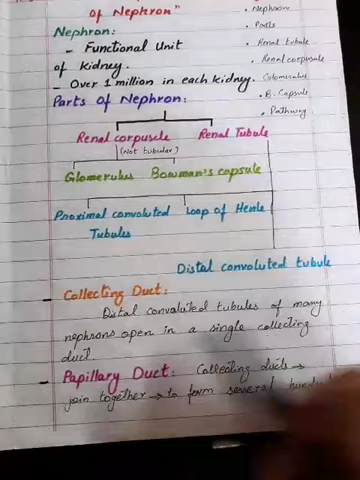 of Nephron"
Nephron:
- Functional Unit
of kidney.
- Over 1 million in each kidney.
Parts of Nephron:
• Nephron
• Parts
• Renal tubule
• Renal corpuscle
Glomerulus
• B. Capsule
• Pathway
Renal corpuscle Renal Tubule
(Not tubular)
Glomerulus Bowman's capsule
Proximal convoluted Loop of Henle
Tubules
Distal convoluted tubule
- Collecting Duct:
Distal convoluted tubules of many
nephrons open in a single collecting
duct
- Papillary Duct: Collecting ducts →
join together → to form several